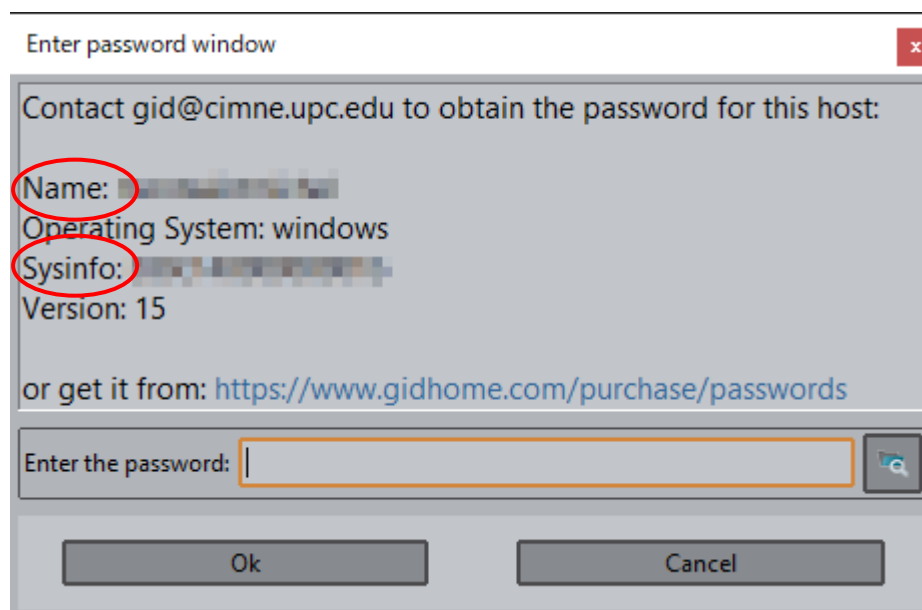 Enter password window
x
Contact gid@cimne.upc.edu to obtain the password for this host:
Name:
Operating System: windows
Sysinfo:
Version: 15
or get it from: https://www.gidhome.com/purchase/passwords
Enter the password:
Ok Cancel